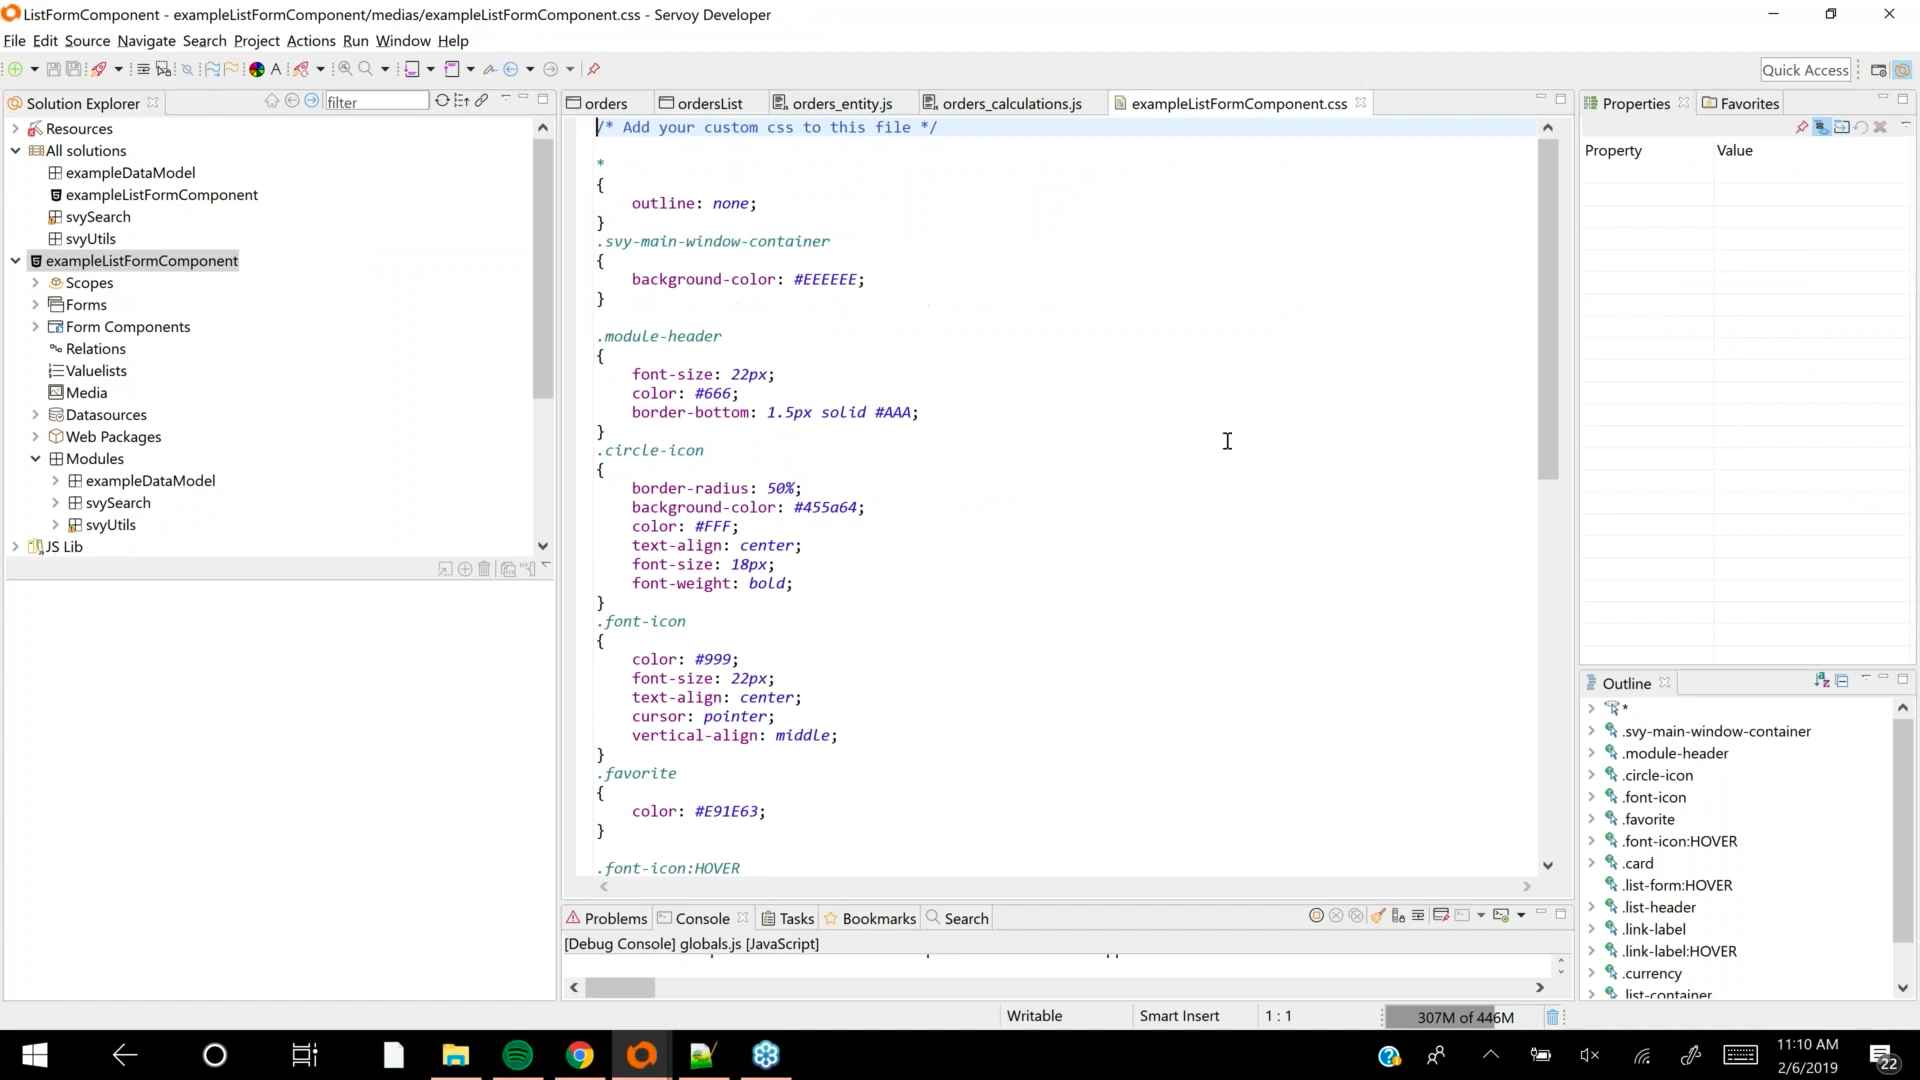 ListFormComponent - exampleListFormComponent/medias/exampleListFormComponent.css - Servoy Developer
File Edit Source Navigate Search Project Actions Run Window Help
Quick Access
Solution Explorer
filter
Resources
All solutions
exampleDataModel
exampleListFormComponent
svySearch
svyUtils
exampleListFormComponent
Scopes
Forms
Form Components
Relations
Valuelists
Media
Datasources
Web Packages
Modules
exampleDataModel
svySearch
svyUtils
JS Lib
orders ordersList orders_entity.js orders_calculations.js exampleListFormComponent.css
/* Add your custom css to this file */
*
{
outline: none;
}
.svy-main-window-container
{
background-color: #EEEEEE;
}
.module-header
{
font-size: 22px;
color: #666;
border-bottom: 1.5px solid #AAA;
}
.circle-icon
{
border-radius: 50%;
background-color: #455a64;
color: #FFF;
text-align: center;
font-size: 18px;
font-weight: bold;
}
.font-icon
{
color: #999;
font-size: 22px;
text-align: center;
cursor: pointer;
vertical-align: middle;
}
.favorite
{
color: #E91E63;
}
.font-icon:HOVER
Problems Console Tasks Bookmarks Search
[Debug Console] globals.js [JavaScript]
Properties Favorites
Property Value
Outline
*
.svy-main-window-container
.module-header
.circle-icon
.font-icon
.favorite
.font-icon:HOVER
.card
.list-form:HOVER
.list-header
.link-label
.link-label:HOVER
.currency
.list-container
Writable Smart Insert 1 : 1 307M of 446M
11:10 AM
2/6/2019
22